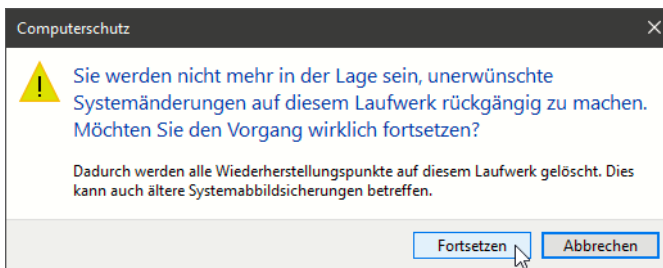 Computerschutz
Sie werden nicht mehr in der Lage sein, unerwünschte
Systemänderungen auf diesem Laufwerk rückgängig zu machen.
Möchten Sie den Vorgang wirklich fortsetzen?
Dadurch werden alle Wiederherstellungspunkte auf diesem Laufwerk gelöscht. Dies
kann auch ältere Systemabbildsicherungen betreffen.
Fortsetzen Abbrechen